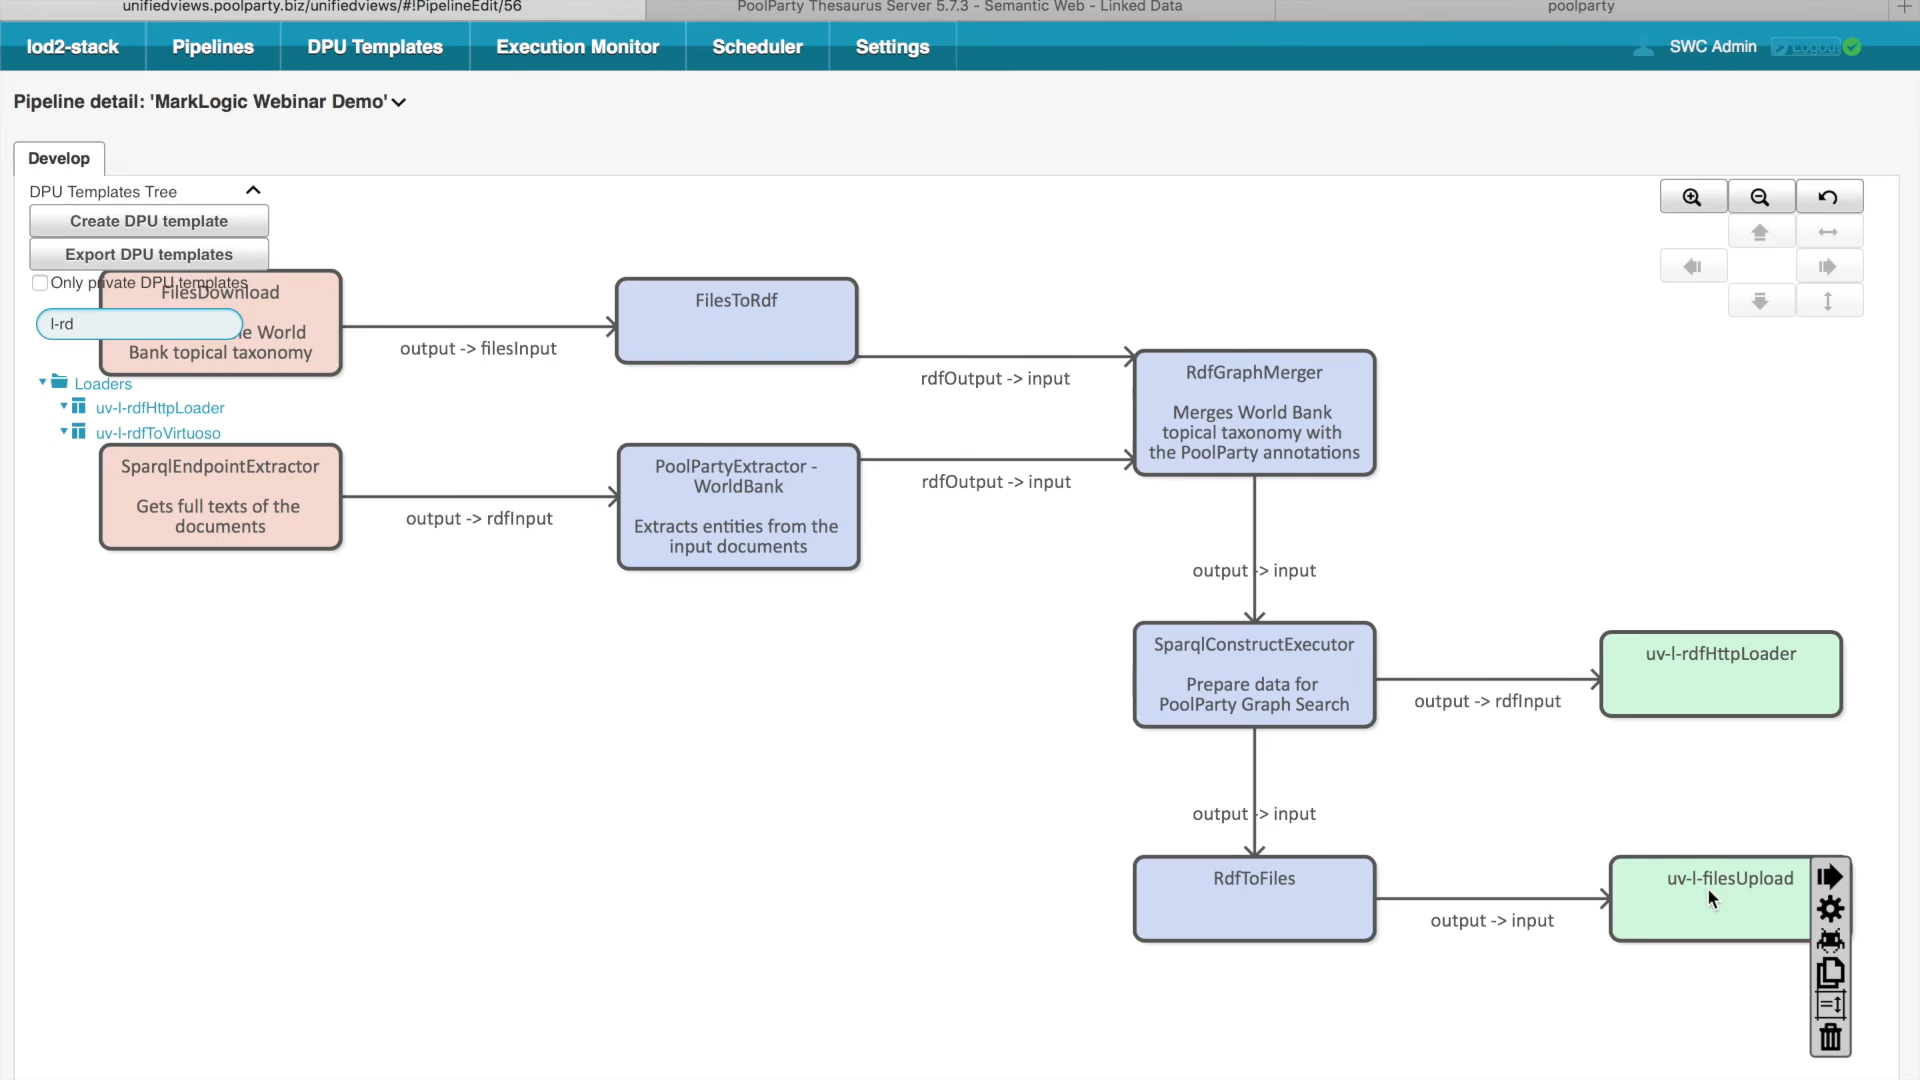 unifiedviews.poolparty.biz/unifiedviews/#!PipelineEdit/56
PoolParty Thesaurus Server 5.7.3 - Semantic Web - Linked Data
poolparty
lod2-stack
Pipelines
DPU Templates
Execution Monitor
Scheduler
Settings
SWC Admin
Logout
Pipeline detail: 'MarkLogic Webinar Demo'
Develop
DPU Templates Tree
Create DPU template
Export DPU templates
Only private DPU templates
l-rd
Loaders
uv-l-rdfHttpLoader
uv-l-rdfToVirtuoso
FilesDownload
World
Bank topical taxonomy
output -> filesInput
FilesToRdf
rdfOutput -> input
RdfGraphMerger
Merges World Bank
topical taxonomy with
the PoolParty annotations
SparqlEndpointExtractor
Gets full texts of the
documents
output -> rdfInput
PoolPartyExtractor -
WorldBank
Extracts entities from the
input documents
rdfOutput -> input
output -> input
SparqlConstructExecutor
Prepare data for
PoolParty Graph Search
output -> rdfInput
uv-l-rdfHttpLoader
output -> input
RdfToFiles
output -> input
uv-l-filesUpload